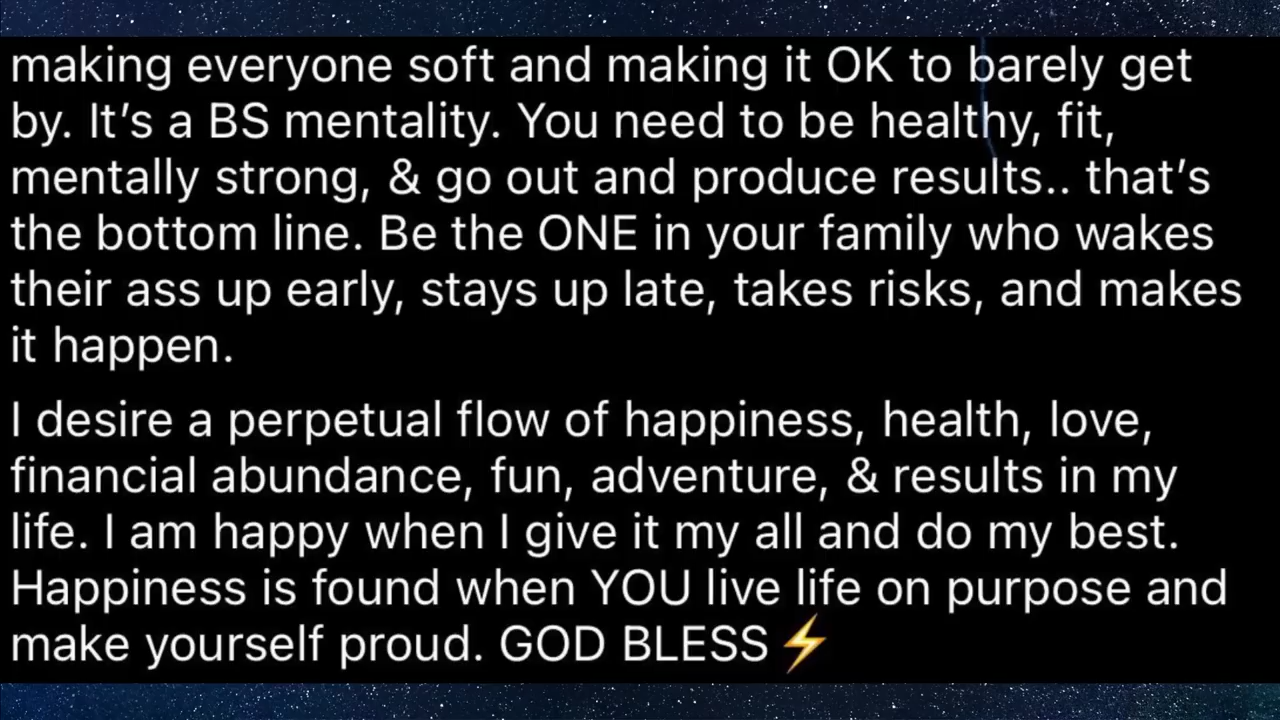 making everyone soft and making it OK to barely get
by. It’s a BS mentality. You need to be healthy, fit,
mentally strong, & go out and produce results.. that’s
the bottom line. Be the ONE in your family who wakes
their ass up early, stays up late, takes risks, and makes
it happen.
I desire a perpetual flow of happiness, health, love,
financial abundance, fun, adventure, & results in my
life. I am happy when I give it my all and do my best.
Happiness is found when YOU live life on purpose and
make yourself proud. GOD BLESS ⚡